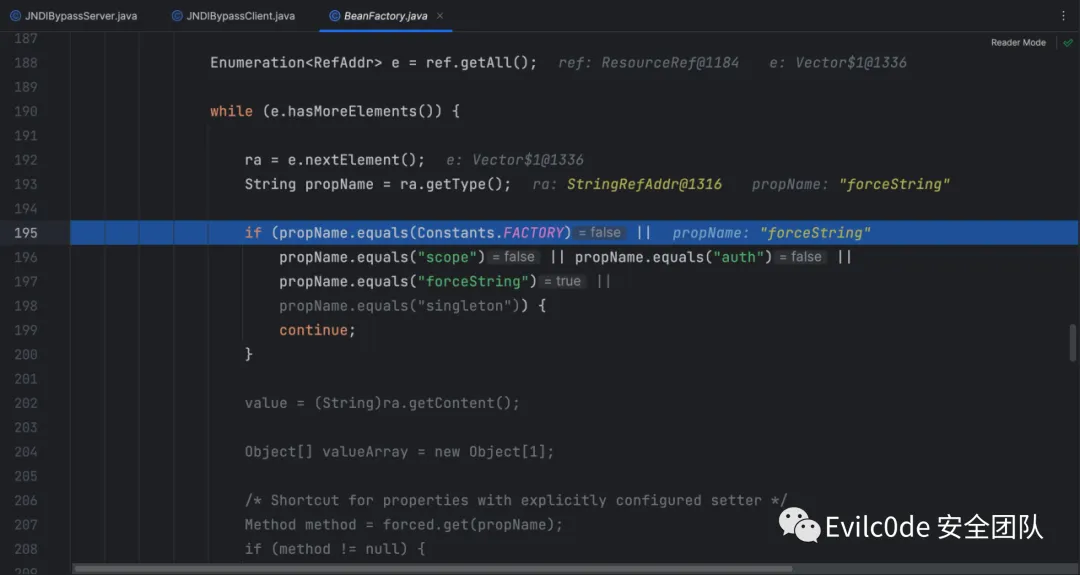 JNDIBypassServer.java JNDIBypassClient.java BeanFactory.java ×
Reader Mode
187
188 Enumeration<RefAddr> e = ref.getAll(); ref: ResourceRef@1184 e: Vector$1@1336
189
190 while (e.hasMoreElements()) {
191
192 ra = e.nextElement(); e: Vector$1@1336
193 String propName = ra.getType(); ra: StringRefAddr@1316 propName: "forceString"
194
195 if (propName.equals(Constants.FACTORY) = false || propName: "forceString"
196 propName.equals("scope") = false || propName.equals("auth") = false ||
197 propName.equals("forceString") = true ||
198 propName.equals("singleton")) {
199 continue;
200 }
201
202 value = (String)ra.getContent();
203
204 Object[] valueArray = new Object[1];
205
206 /* Shortcut for properties with explicitly configured setter */
207 Method method = forced.get(propName);
208 if (method != null) {
209
Evilc0de 安全团队